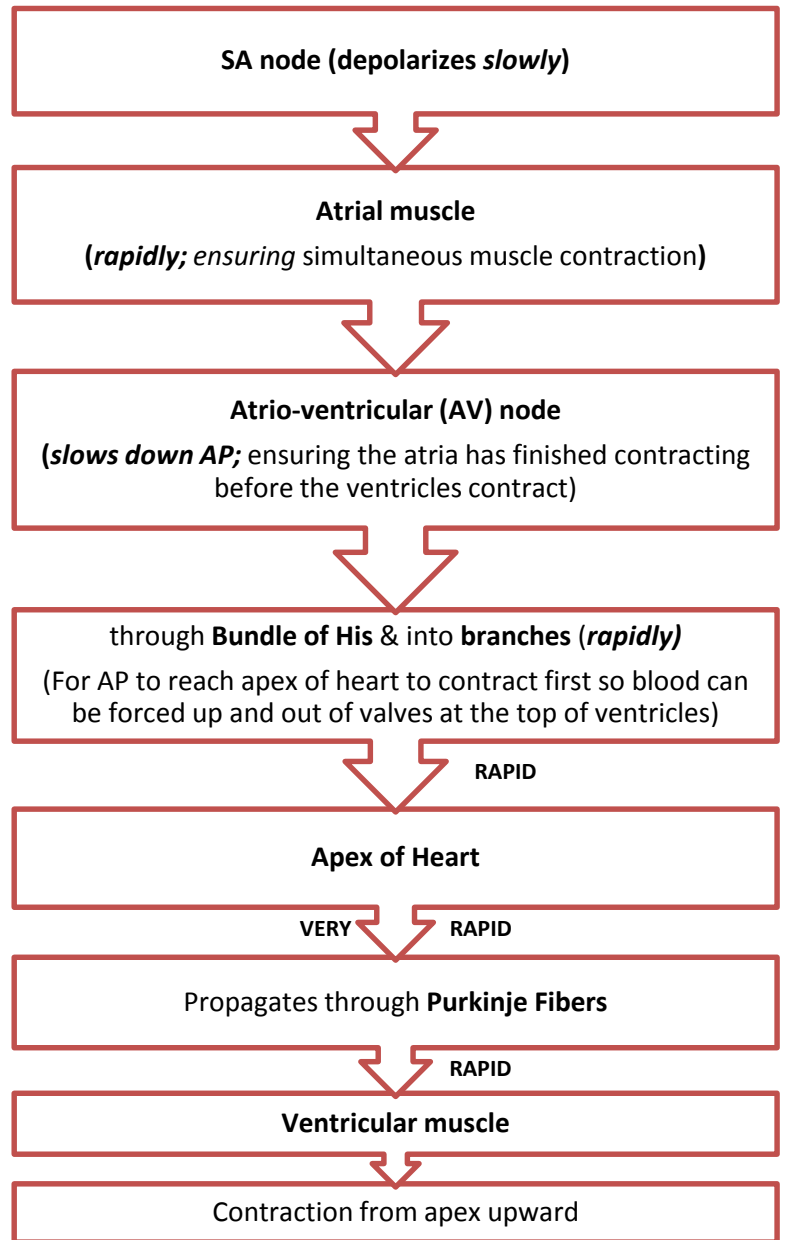 SA node (depolarizes slowly)
Atrial muscle
(rapidly; ensuring simultaneous muscle contraction)
Atrio-ventricular (AV) node
(slows down AP; ensuring the atria has finished contracting
before the ventricles contract)
through Bundle of His & into branches (rapidly)
(For AP to reach apex of heart to contract first so blood can
be forced up and out of valves at the top of ventricles)
RAPID
Apex of Heart
VERY RAPID
Propagates through Purkinje Fibers
RAPID
Ventricular muscle
Contraction from apex upward